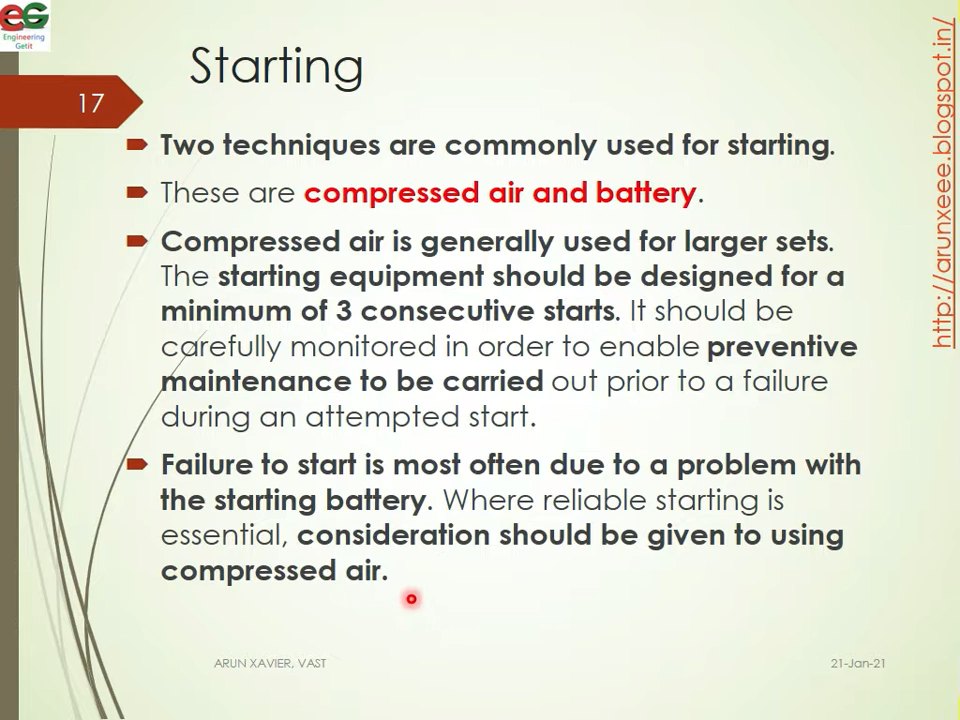 EG
Engineering
Getit
Starting
17
http://arunxeee.blogspot.in/
Two techniques are commonly used for starting.
These are compressed air and battery.
Compressed air is generally used for larger sets.
The starting equipment should be designed for a
minimum of 3 consecutive starts. It should be
carefully monitored in order to enable preventive
maintenance to be carried out prior to a failure
during an attempted start.
Failure to start is most often due to a problem with
the starting battery. Where reliable starting is
essential, consideration should be given to using
compressed air.
ARUN XAVIER, VAST
21-Jan-21